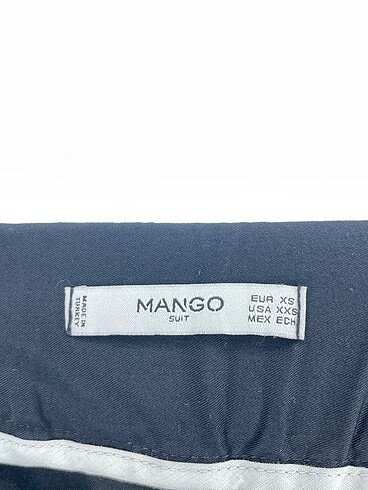 MADE IN
TURKEY
MANGO
SUIT
EUR XS
USA XXS
MEX ECH